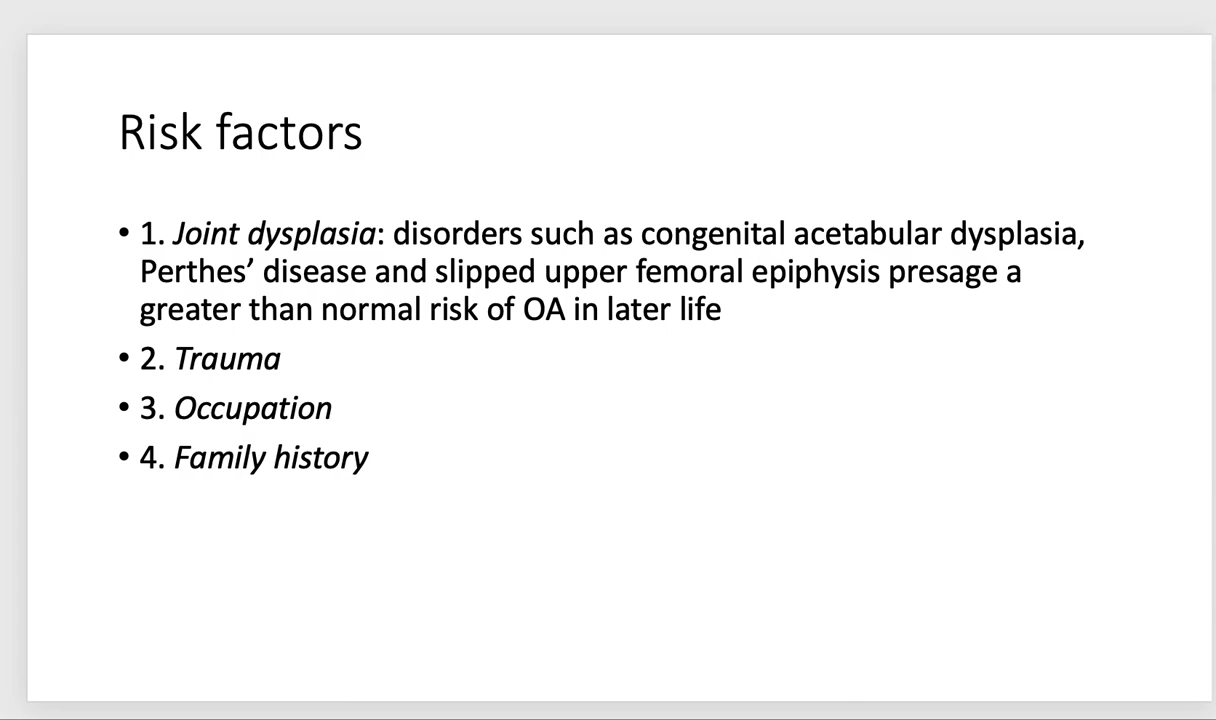 Risk factors
• 1. Joint dysplasia: disorders such as congenital acetabular dysplasia,
Perthes’ disease and slipped upper femoral epiphysis presage a
greater than normal risk of OA in later life
• 2. Trauma
• 3. Occupation
• 4. Family history